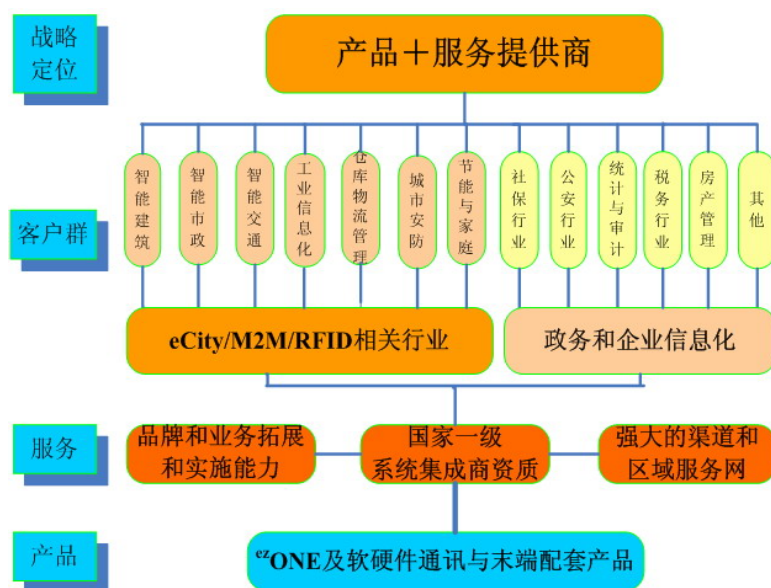 战略
定位
产品＋服务提供商
客户群
智能建筑
智能市政
智能交通
工业信息化
仓库物流管理
城市安防
节能与家庭
社保行业
公安行业
统计与审计
税务行业
房产管理
其他
eCity/M2M/RFID相关行业
政务和企业信息化
服务
品牌和业务拓展
和实施能力
国家一级
系统集成商资质
强大的渠道和
区域服务网
产品
ezONE及软硬件通讯与末端配套产品